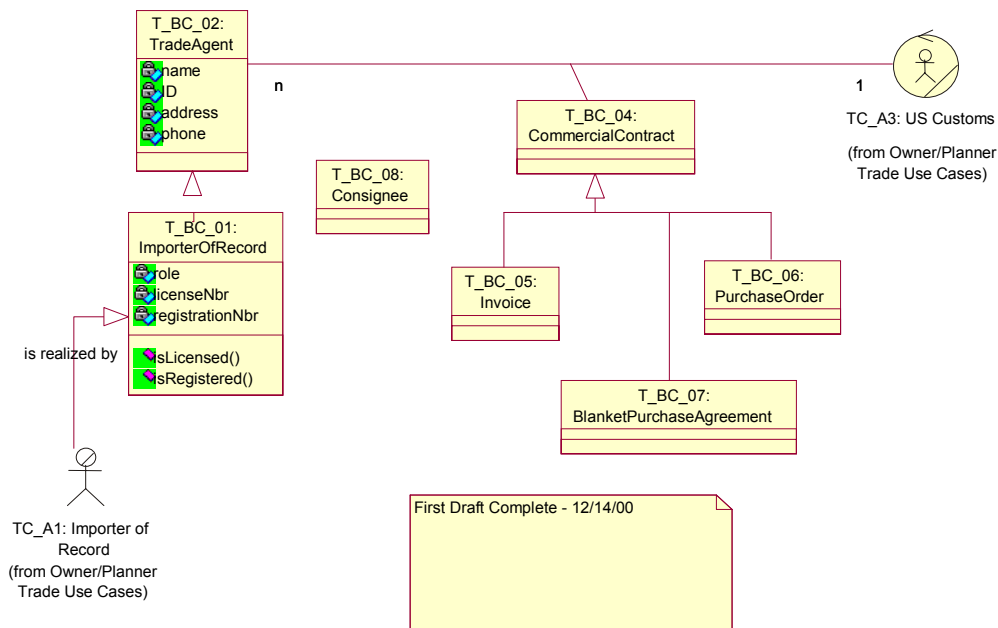 T_BC_02:
TradeAgent
name
ID
address
phone
n
1
TC_A3: US Customs
(from Owner/Planner
Trade Use Cases)
T_BC_04:
CommercialContract
T_BC_08:
Consignee
T_BC_01:
ImporterOfRecord
role
licenseNbr
registrationNbr
isLicensed()
isRegistered()
T_BC_05:
Invoice
T_BC_06:
PurchaseOrder
is realized by
T_BC_07:
BlanketPurchaseAgreement
TC_A1: Importer of
Record
(from Owner/Planner
Trade Use Cases)
First Draft Complete - 12/14/00